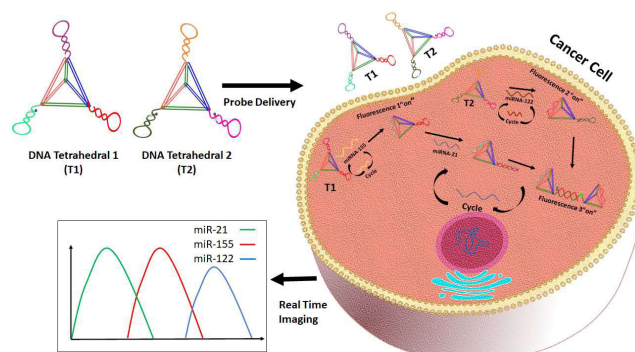 DNA Tetrahedral 1
(T1)
DNA Tetrahedral 2
(T2)
Probe Delivery
T1
T2
Cancer Cell
Fluorescence 1"on"
miRNA-155
Cycle
T1
T2
miRNA-122
Cycle
Fluorescence 2"on"
miRNA-21
Cycle
Fluorescence 3"on"
miR-21
miR-155
miR-122
Real Time
Imaging